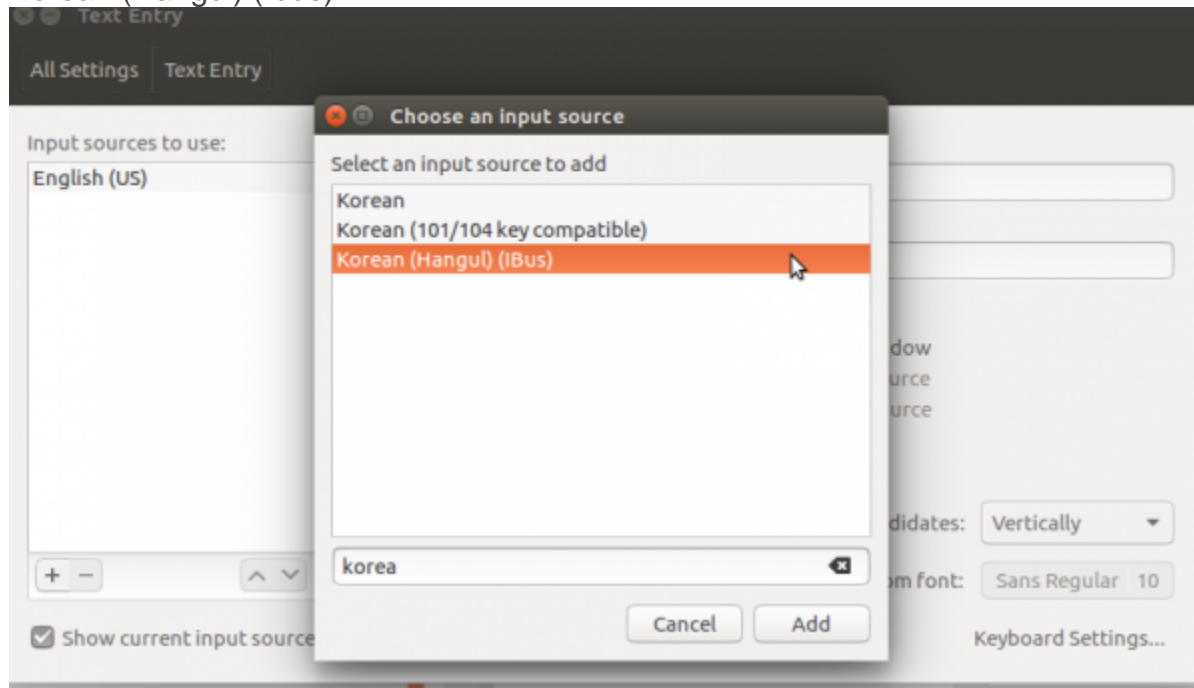 Text Entry
All Settings Text Entry
Choose an input source
Input sources to use:
English (US)
Select an input source to add
Korean
Korean (101/104 key compatible)
Korean (Hangul) (IBus)
dow
urce
urce
didates: Vertically
korea
om font: Sans Regular 10
+ -
Cancel Add
Show current input source
Keyboard Settings...